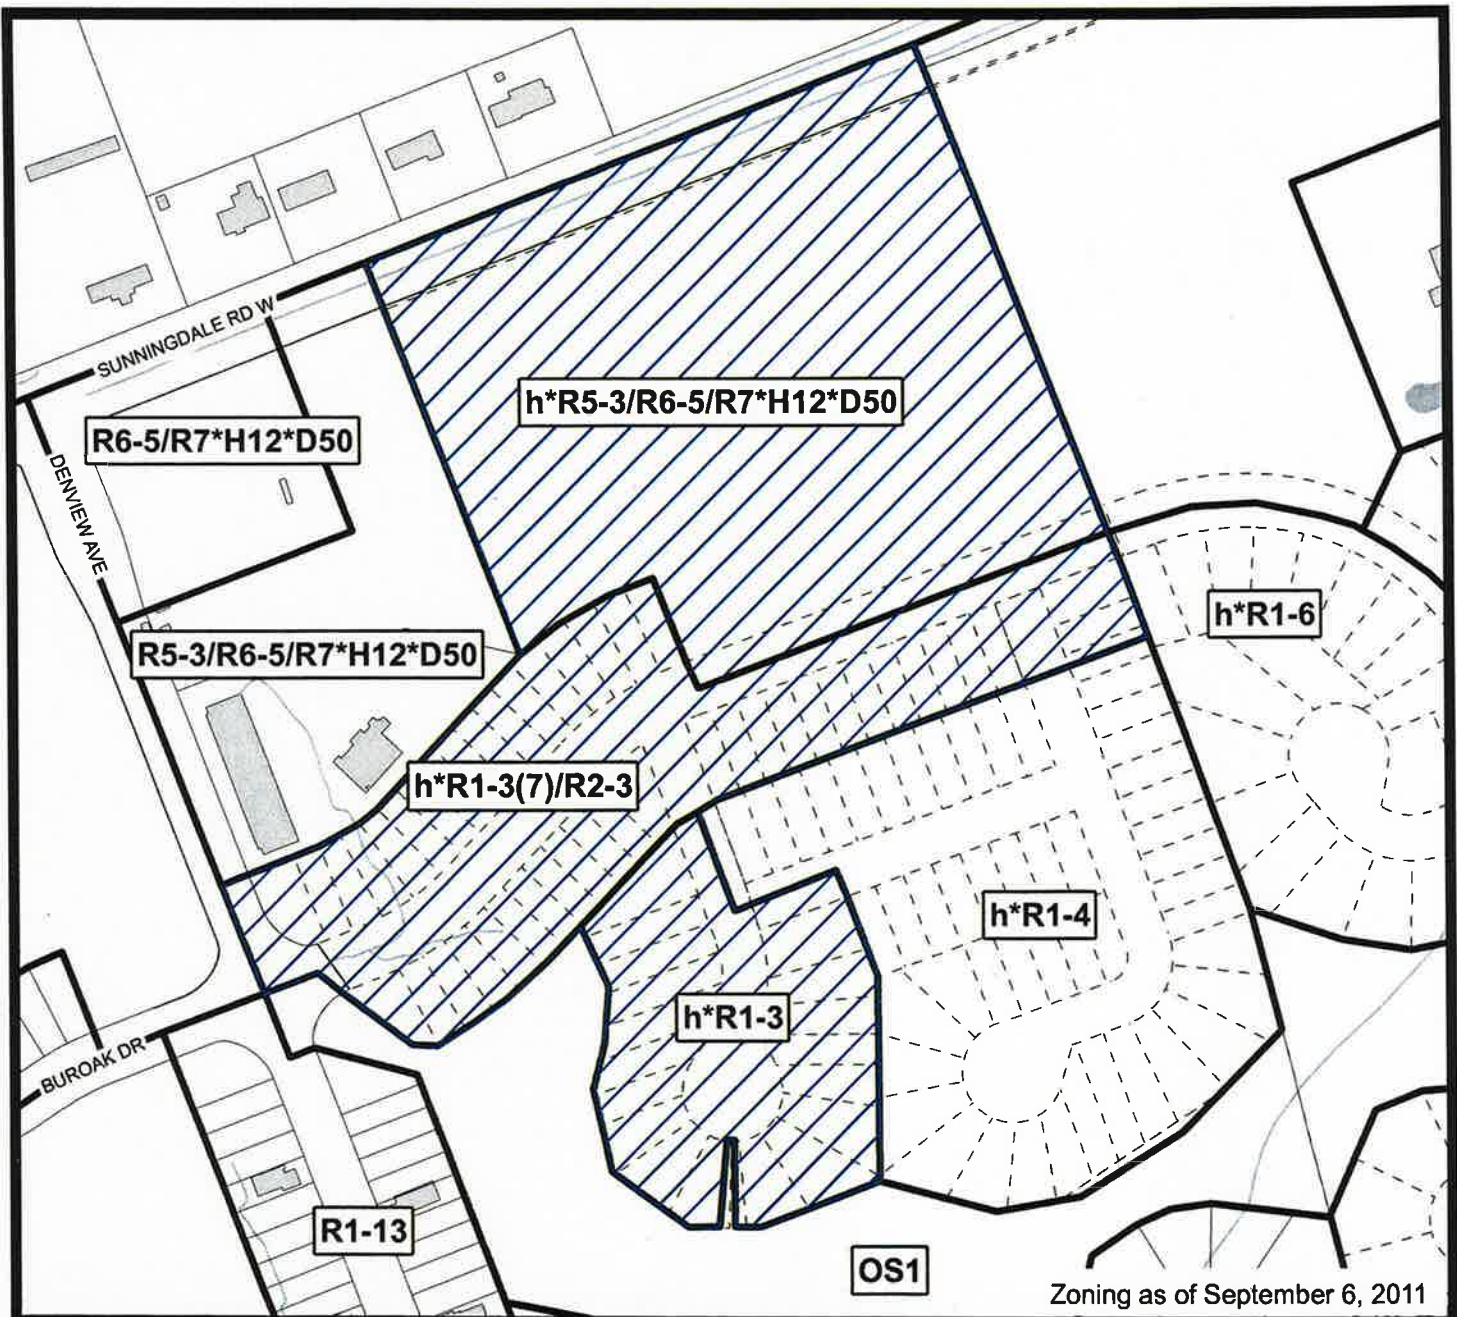 SUNNINGDALE RD W
h*R5-3/R6-5/R7*H12*D50
R6-5/R7*H12*D50
DENVIEW AVE
h*R1-6
R5-3/R6-5/R7*H12*D50
h*R1-3(7)/R2-3
h*R1-4
h*R1-3
BUROAK DR
R1-13
OS1
Zoning as of September 6, 2011